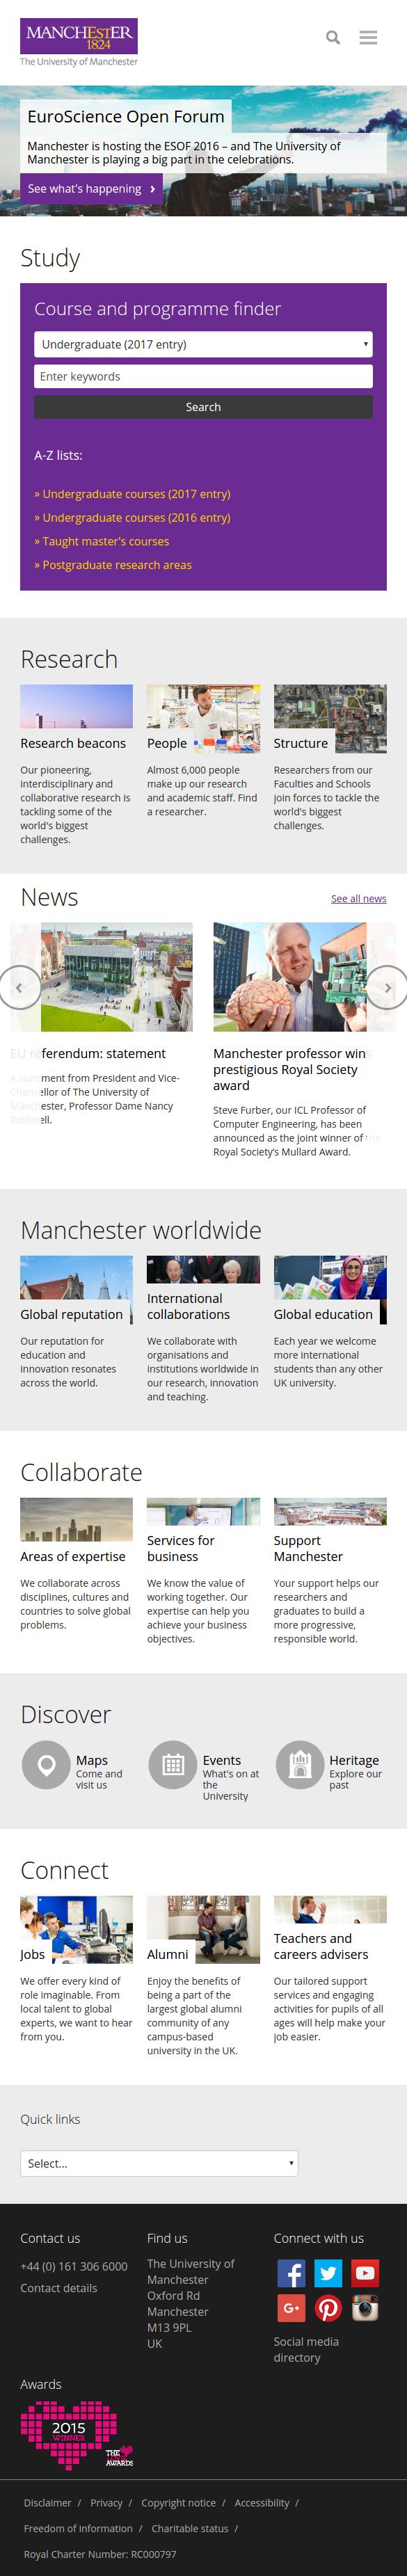 MANCHESTER
1824
The University of Manchester
EuroScience Open Forum
Manchester is hosting the ESOF 2016 – and The University of
Manchester is playing a big part in the celebrations.
See what's happening ›
Study
Course and programme finder
Undergraduate (2017 entry)
Enter keywords
Search
A-Z lists:
» Undergraduate courses (2017 entry)
» Undergraduate courses (2016 entry)
» Taught master's courses
» Postgraduate research areas
Research
Research beacons
Our pioneering,
interdisciplinary and
collaborative research is
tackling some of the
world's biggest
challenges.
People
Almost 6,000 people
make up our research
and academic staff. Find
a researcher.
Structure
Researchers from our
Faculties and Schools
join forces to tackle the
world's biggest
challenges.
News
See all news
EU referendum: statement
A statement from President and Vice-
Chancellor of The University of
Manchester, Professor Dame Nancy
Rothwell.
Manchester professor wins
prestigious Royal Society
award
Steve Furber, our ICL Professor of
Computer Engineering, has been
announced as the joint winner of the
Royal Society's Mullard Award.
Manchester worldwide
Global reputation
Our reputation for
education and
innovation resonates
across the world.
International
collaborations
We collaborate with
organisations and
institutions worldwide in
our research, innovation
and teaching.
Global education
Each year we welcome
more international
students than any other
UK university.
Collaborate
Areas of expertise
We collaborate across
disciplines, cultures and
countries to solve global
problems.
Services for
business
We know the value of
working together. Our
expertise can help you
achieve your business
objectives.
Support
Manchester
Your support helps our
researchers and
graduates to build a
more progressive,
responsible world.
Discover
Maps
Come and
visit us
Events
What's on at
the
University
Heritage
Explore our
past
Connect
Jobs
We offer every kind of
role imaginable. From
local talent to global
experts, we want to hear
from you.
Alumni
Enjoy the benefits of
being a part of the
largest global alumni
community of any
campus-based
university in the UK.
Teachers and
careers advisers
Our tailored support
services and engaging
activities for pupils of all
ages will help make your
job easier.
Quick links
Select...
Contact us
+44 (0) 161 306 6000
Contact details
Find us
The University of
Manchester
Oxford Rd
Manchester
M13 9PL
UK
Connect with us
G+
Social media
directory
Awards
2015
WINNER
THE
AWARDS
Disclaimer / Privacy / Copyright notice / Accessibility /
Freedom of information / Charitable status /
Royal Charter Number: RC000797